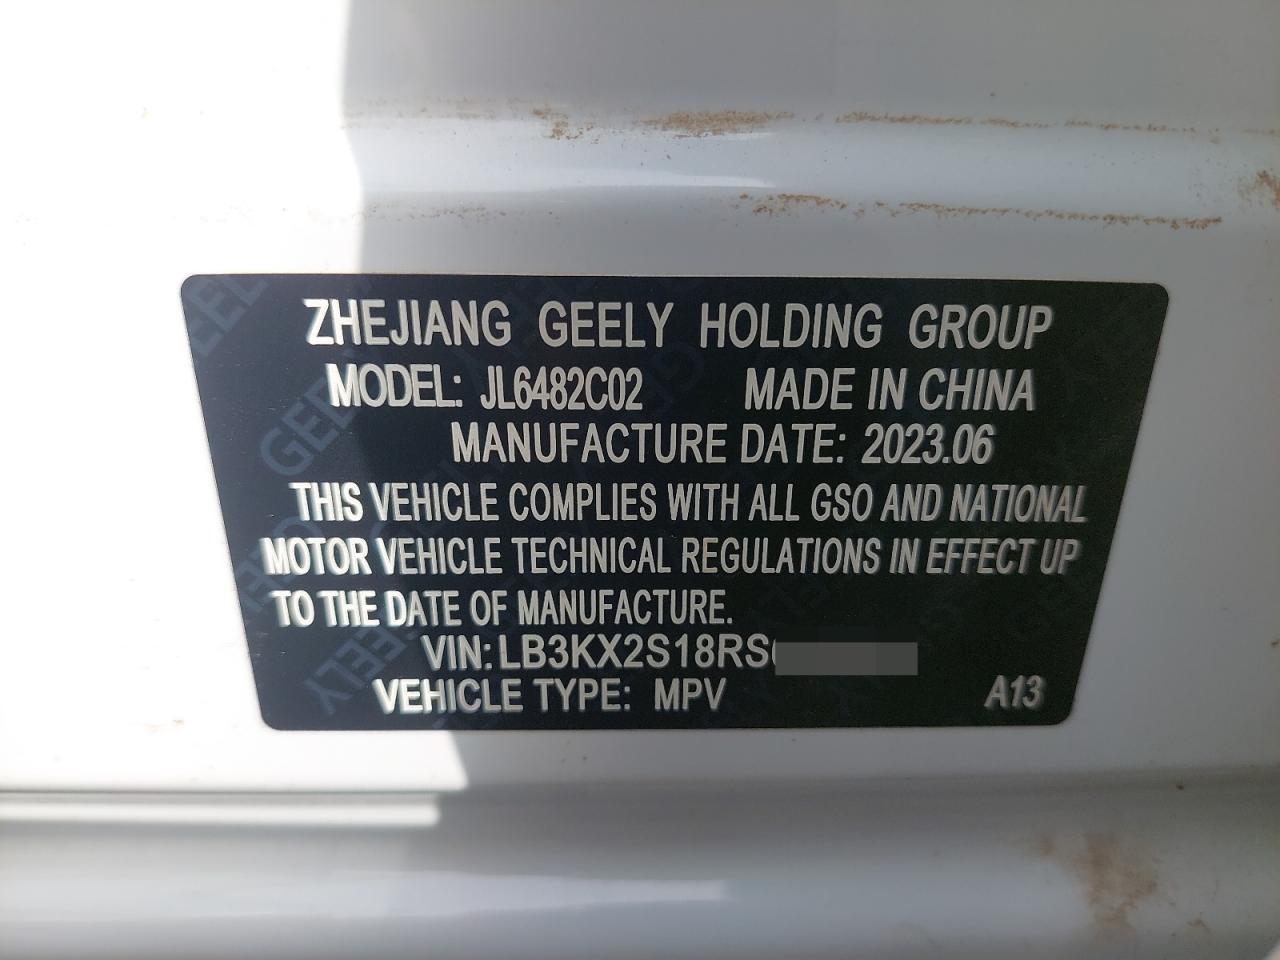 ZHEJIANG GEELY HOLDING GROUP
MODEL: JL6482C02 MADE IN CHINA
MANUFACTURE DATE: 2023.06
THIS VEHICLE COMPLIES WITH ALL GSO AND NATIONAL
MOTOR VEHICLE TECHNICAL REGULATIONS IN EFFECT UP
TO THE DATE OF MANUFACTURE.
VIN: LB3KX2S18RS
VEHICLE TYPE: MPV A13